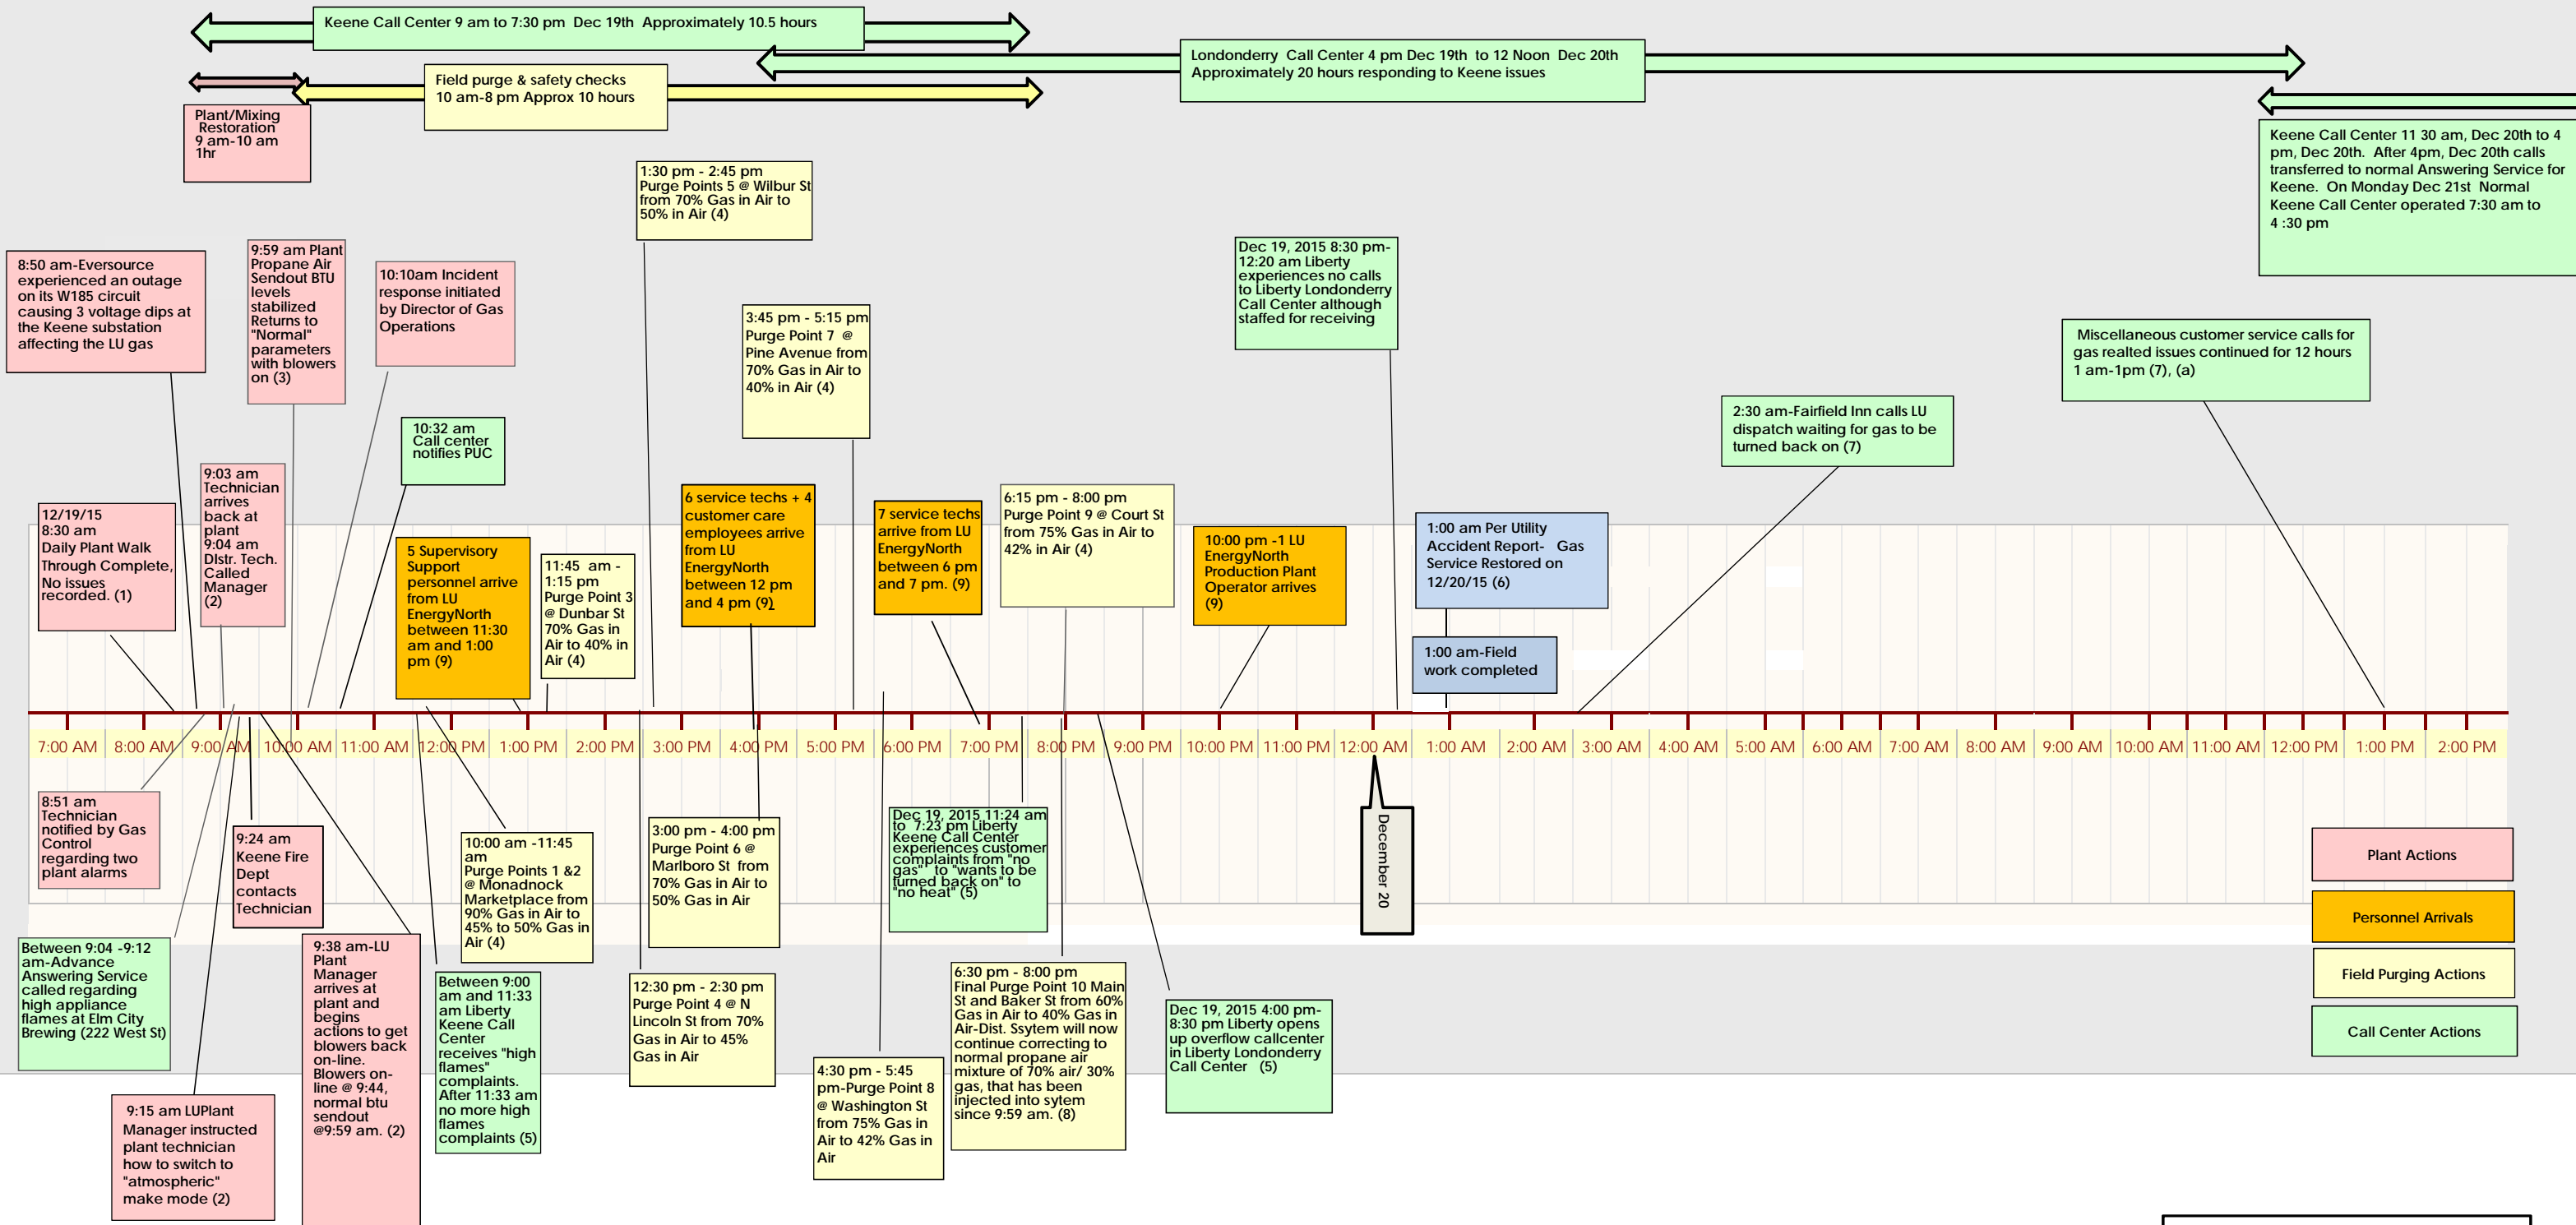 Keene Call Center 9 am to 7:30 pm  Dec 19th  Approximately 10.5 hours
Londonderry  Call Center 4 pm Dec 19th  to 12 Noon  Dec 20th
Approximately 20 hours responding to Keene issues
Field purge & safety checks
10 am-8 pm Approx 10 hours
Plant/Mixing
Restoration
9 am-10 am
1hr
Keene Call Center 11 30 am, Dec 20th to 4
pm, Dec 20th.  After 4pm, Dec 20th calls
transferred to normal Answering Service for
Keene.  On Monday Dec 21st  Normal
Keene Call Center operated 7:30 am to
4 :30 pm
1:30 pm - 2:45 pm
Purge Points 5 @ Wilbur St
from 70% Gas in Air to
50% in Air (4)
8:50 am-Eversource
experienced an outage
on its W185 circuit
causing 3 voltage dips at
the Keene substation
affecting the LU gas
9:59 am Plant
Propane Air
Sendout BTU
levels
stabilized
Returns to
"Normal"
parameters
with blowers
on (3)
10:10am Incident
response initiated
by Director of Gas
Operations
Dec 19, 2015 8:30 pm-
12:20 am Liberty
experiences no calls
to Liberty Londonderry
Call Center although
staffed for receiving
3:45 pm - 5:15 pm
Purge Point 7  @
Pine Avenue from
70% Gas in Air to
40% in Air (4)
Miscellaneous customer service calls for
gas realted issues continued for 12 hours
1 am-1pm (7), (a)
2:30 am-Fairfield Inn calls LU
dispatch waiting for gas to be
turned back on (7)
10:32 am
Call center
notifies PUC
9:03 am
Technician
arrives
back at
plant
9:04 am
DIstr. Tech.
Called
Manager
(2)
12/19/15
8:30 am
Daily Plant Walk
Through Complete,
No issues
recorded. (1)
5 Supervisory
Support
personnel arrive
from LU
EnergyNorth
between 11:30
am and 1:00
pm (9)
11:45  am -
1:15 pm
Purge Point 3
@ Dunbar St
70% Gas in
Air to 40% in
Air (4)
6 service techs + 4
customer care
employees arrive
from LU
EnergyNorth
between 12 pm
and 4 pm (9)
7 service techs
arrive from LU
EnergyNorth
between 6 pm
and 7 pm. (9)
6:15 pm - 8:00 pm
Purge Point 9 @ Court St
from 75% Gas in Air to
42% in Air (4)
10:00 pm -1 LU
EnergyNorth
Production Plant
Operator arrives
(9)
1:00 am Per Utility
Accident Report-   Gas
Service Restored on
12/20/15 (6)
1:00 am-Field
work completed
7:00 AM 8:00 AM 9:00 AM 10:00 AM 11:00 AM 12:00 PM 1:00 PM 2:00 PM 3:00 PM 4:00 PM 5:00 PM 6:00 PM 7:00 PM 8:00 PM 9:00 PM 10:00 PM 11:00 PM 12:00 AM 1:00 AM 2:00 AM 3:00 AM 4:00 AM 5:00 AM 6:00 AM 7:00 AM 8:00 AM 9:00 AM 10:00 AM 11:00 AM 12:00 PM 1:00 PM 2:00 PM
8:51 am
Technician
notified by Gas
Control
regarding two
plant alarms
9:24 am
Keene Fire
Dept
contacts
Technician
10:00 am -11:45
am
Purge Points 1 &2
@ Monadnock
Marketplace from
90% Gas in Air to
45% to 50% Gas in
Air (4)
3:00 pm - 4:00 pm
Purge Point 6 @
Marlboro St  from
70% Gas in Air to
50% Gas in Air
Dec 19, 2015 11:24 am
to  7:23 pm Liberty
Keene Call Center
experiences customer
complaints from "no
gas"  to "wants to be
turned back on" to
"no heat" (5)
December 20
Plant Actions
Personnel Arrivals
Field Purging Actions
Call Center Actions
Between 9:04 -9:12
am-Advance
Answering Service
called regarding
high appliance
flames at Elm City
Brewing (222 West St)
9:38 am-LU
Plant
Manager
arrives at
plant and
begins
actions to get
blowers back
on-line.
Blowers on-
line @ 9:44,
normal btu
sendout
@9:59 am. (2)
Between 9:00
am and 11:33
am Liberty
Keene Call
Center
receives "high
flames"
complaints.
After 11:33 am
no more high
flames
complaints (5)
12:30 pm - 2:30 pm
Purge Point 4 @ N
Lincoln St from 70%
Gas in Air to 45%
Gas in Air
6:30 pm - 8:00 pm
Final Purge Point 10 Main
St and Baker St from 60%
Gas in Air to 40% Gas in
Air-Dist. Ssytem will now
continue correcting to
normal propane air
mixture of 70% air/ 30%
gas, that has been
injected into sytem
since 9:59 am. (8)
Dec 19, 2015 4:00 pm-
8:30 pm Liberty opens
up overflow callcenter
in Liberty Londonderry
Call Center   (5)
4:30 pm - 5:45
pm-Purge Point 8
@ Washington St
from 75% Gas in
Air to 42% Gas in
Air
9:15 am LUPlant
Manager instructed
plant technician
how to switch to
"atmospheric"
make mode (2)